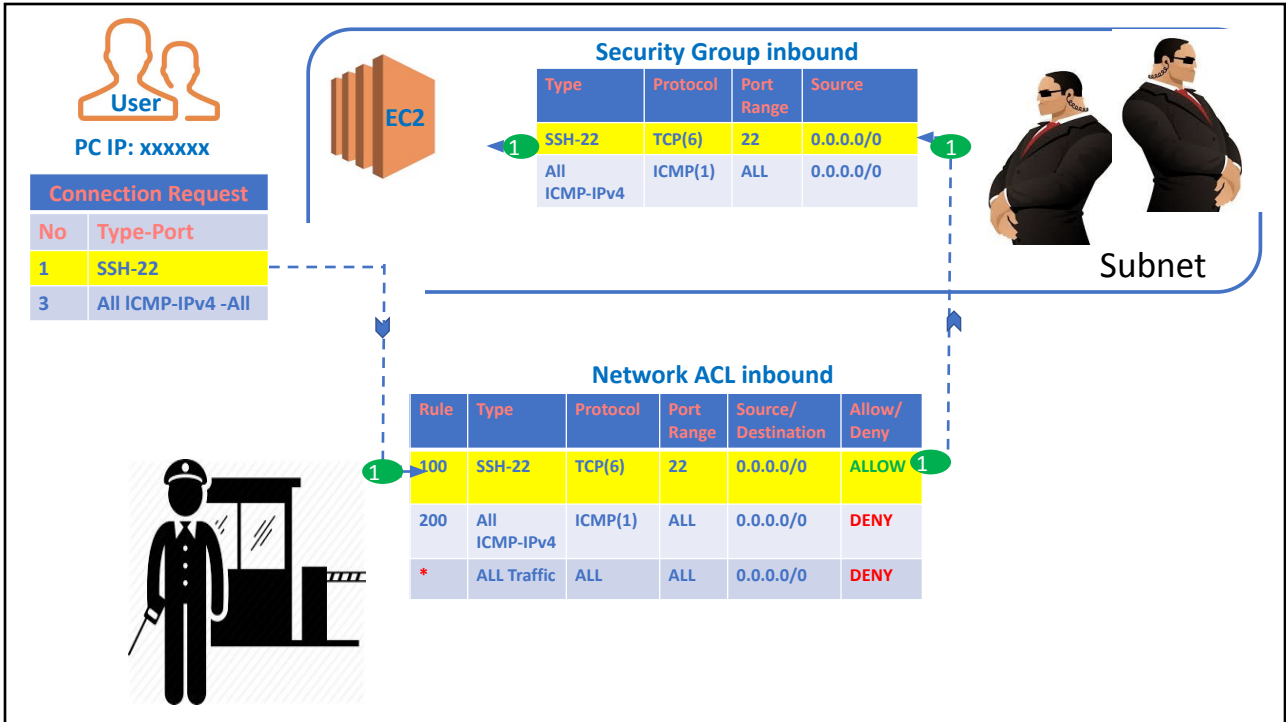 User
PC IP: xxxxxx
Connection Request
No Type-Port
1 SSH-22
3 All ICMP-IPv4 -All
EC2
Security Group inbound
Type Protocol Port Range Source
1 SSH-22 TCP(6) 22 0.0.0.0/0 1
All ICMP-IPv4 ICMP(1) ALL 0.0.0.0/0
Subnet
Network ACL inbound
Rule Type Protocol Port Range Source/ Destination Allow/ Deny
1 100 SSH-22 TCP(6) 22 0.0.0.0/0 ALLOW 1
200 All ICMP-IPv4 ICMP(1) ALL 0.0.0.0/0 DENY
* ALL Traffic ALL ALL 0.0.0.0/0 DENY